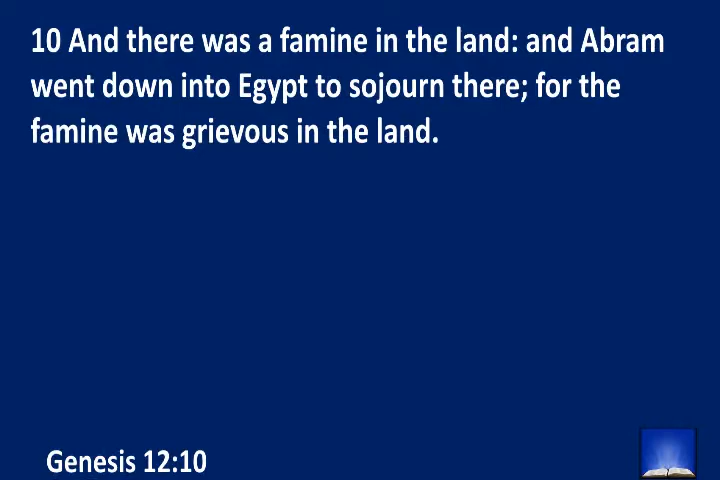 10 And there was a famine in the land: and Abram
went down into Egypt to sojourn there; for the
famine was grievous in the land.
Genesis 12:10